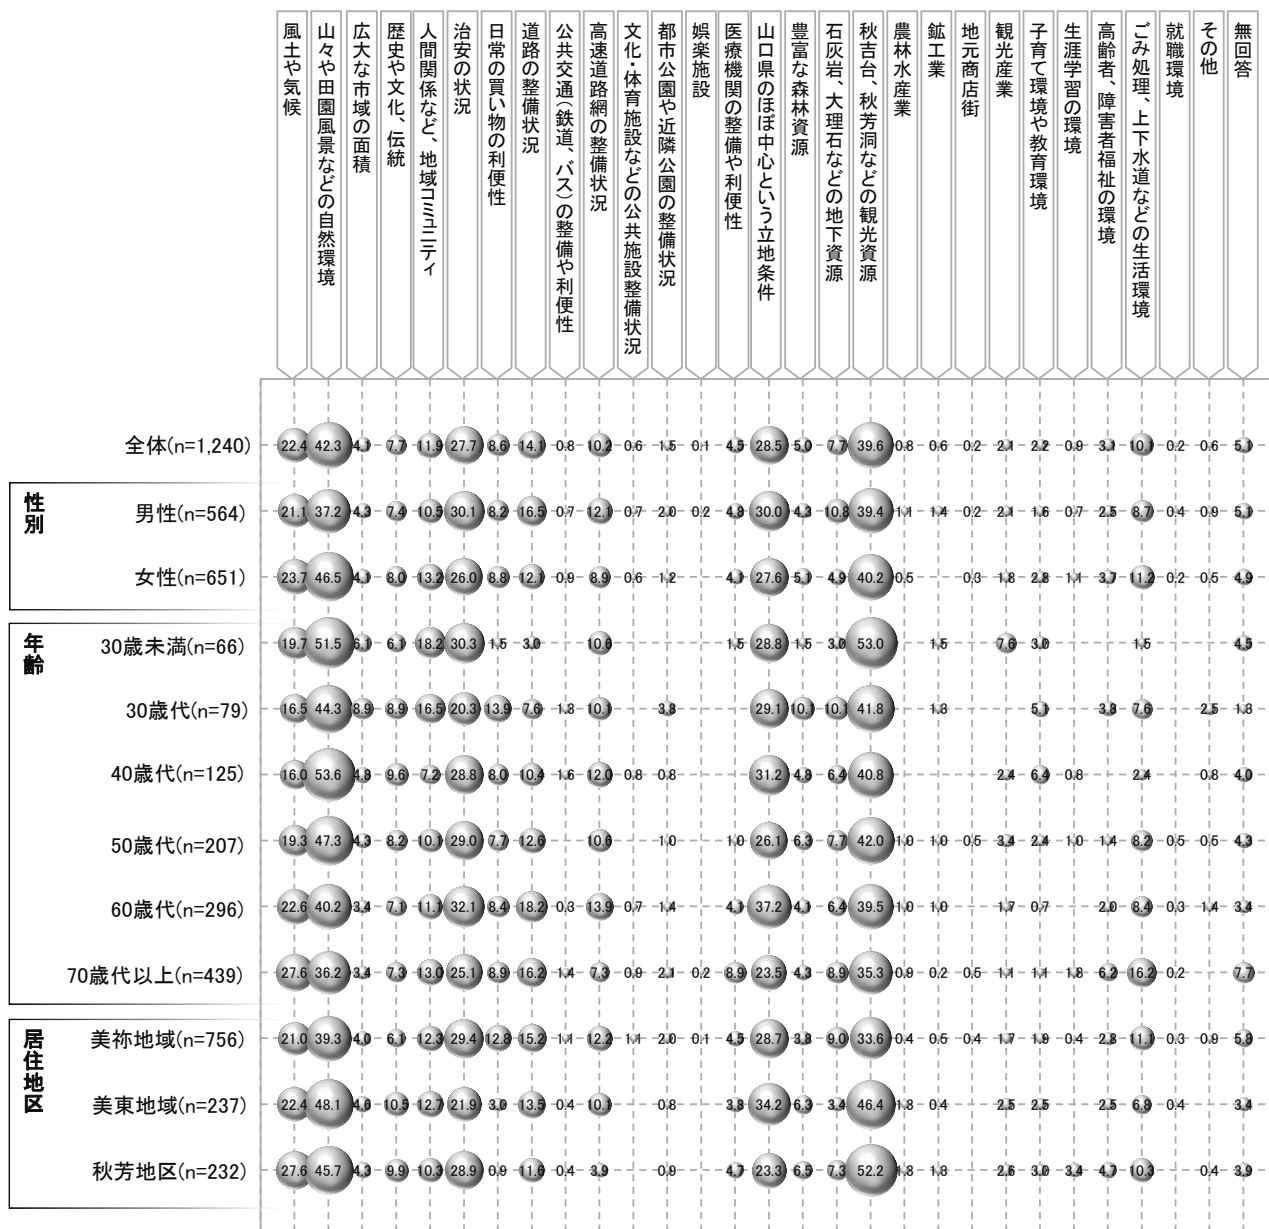 風土や気候
山々や田園風景などの自然環境
広大な市域の面積
歴史や文化、伝統
人間関係など、地域コミュニティ
治安の状況
日常の買い物の利便性
道路の整備状況
公共交通（鉄道、バス）の整備や利便性
高速道路網の整備状況
文化・体育施設などの公共施設整備状況
都市公園や近隣公園の整備状況
娯楽施設
医療機関の整備や利便性
山口県のほぼ中心という立地条件
豊富な森林資源
石灰岩、大理石などの地下資源
秋吉台、秋芳洞などの観光資源
農林水産業
鉱工業
地元商店街
観光産業
子育て環境や教育環境
生涯学習の環境
高齢者、障害者福祉の環境
ごみ処理、上下水道などの生活環境
就職環境
その他
無回答
全体(n=1,240) 22.4 42.3 4.1 7.7 11.9 27.7 8.6 14.1 0.8 10.2 0.6 1.5 0.1 4.5 28.5 5.0 7.7 39.6 0.8 0.6 0.2 2.1 2.2 0.9 3.1 10.1 0.2 0.6 5.1
性別
男性(n=564) 21.1 37.2 4.3 7.4 10.5 30.1 8.2 16.5 0.7 12.1 0.7 2.0 0.2 4.8 30.0 4.3 10.8 39.4 1.1 1.4 0.2 2.1 1.6 0.7 2.5 8.7 0.4 0.9 5.1
女性(n=651) 23.7 46.5 4.1 8.0 13.2 26.0 8.8 12.1 0.9 8.9 0.6 1.2 4.1 27.6 5.1 4.9 40.2 0.5 0.3 1.8 2.8 1.1 3.7 11.2 0.2 0.5 4.9
年齢
30歳未満(n=66) 19.7 51.5 6.1 6.1 18.2 30.3 1.5 3.0 10.6 1.5 28.8 1.5 3.0 53.0 1.5 7.6 3.0 1.5 4.5
30歳代(n=79) 16.5 44.3 8.9 8.9 16.5 20.3 13.9 7.6 1.3 10.1 3.8 29.1 10.1 10.1 41.8 1.3 5.1 3.8 7.6 2.5 1.3
40歳代(n=125) 16.0 53.6 4.8 9.6 7.2 28.8 8.0 10.4 1.6 12.0 0.8 0.8 31.2 4.8 6.4 40.8 2.4 6.4 0.8 2.4 0.8 4.0
50歳代(n=207) 19.3 47.3 4.3 8.2 10.1 29.0 7.7 12.6 10.6 1.0 1.0 26.1 6.3 7.7 42.0 1.0 1.0 0.5 3.4 2.4 1.0 1.4 8.2 0.5 0.5 4.3
60歳代(n=296) 22.6 40.2 3.4 7.1 11.1 32.1 8.4 18.2 0.3 13.9 0.7 1.4 4.1 37.2 4.1 6.4 39.5 1.0 1.0 1.7 0.7 2.0 8.4 0.3 1.4 3.4
70歳代以上(n=439) 27.6 36.2 3.4 7.3 13.0 25.1 8.9 16.2 1.4 7.3 0.9 2.1 0.2 8.9 23.5 4.3 8.9 35.3 0.9 0.2 0.5 1.1 1.1 1.8 6.2 16.2 0.2 7.7
居住地区
美祢地域(n=756) 21.0 39.3 4.0 6.1 12.3 29.4 12.8 15.2 1.1 12.2 1.1 2.0 0.1 4.5 28.7 3.8 9.0 33.6 0.4 0.5 0.4 1.7 1.9 0.4 2.8 11.1 0.3 0.9 5.8
美東地域(n=237) 22.4 48.1 4.6 10.5 12.7 21.9 3.0 13.5 0.4 10.1 0.8 3.8 34.2 6.3 3.4 46.4 1.3 0.4 2.5 2.5 2.5 6.8 0.4 3.4
秋芳地区(n=232) 27.6 45.7 4.3 9.9 10.3 28.9 0.9 11.6 0.4 3.9 0.9 4.7 23.3 6.5 7.3 52.2 1.3 1.3 2.6 3.0 3.4 4.7 10.3 0.4 3.9